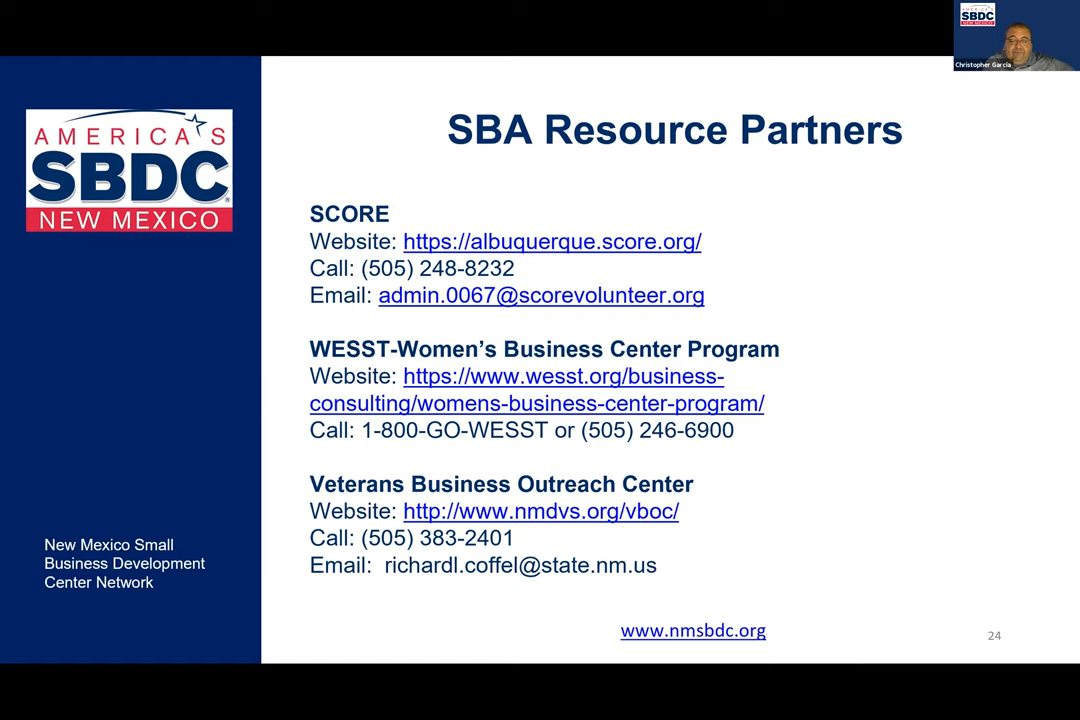 AMERICA'S
SBDC
NEW MEXICO
Christopher Garcia
AMERICA'S
SBDC®
NEW MEXICO
SBA Resource Partners
SCORE
Website: https://albuquerque.score.org/
Call: (505) 248-8232
Email: admin.0067@scorevolunteer.org
WESST-Women’s Business Center Program
Website: https://www.wesst.org/business-
consulting/womens-business-center-program/
Call: 1-800-GO-WESST or (505) 246-6900
Veterans Business Outreach Center
Website: http://www.nmdvs.org/vboc/
Call: (505) 383-2401
Email:  richardl.coffel@state.nm.us
New Mexico Small
Business Development
Center Network
www.nmsbdc.org
24